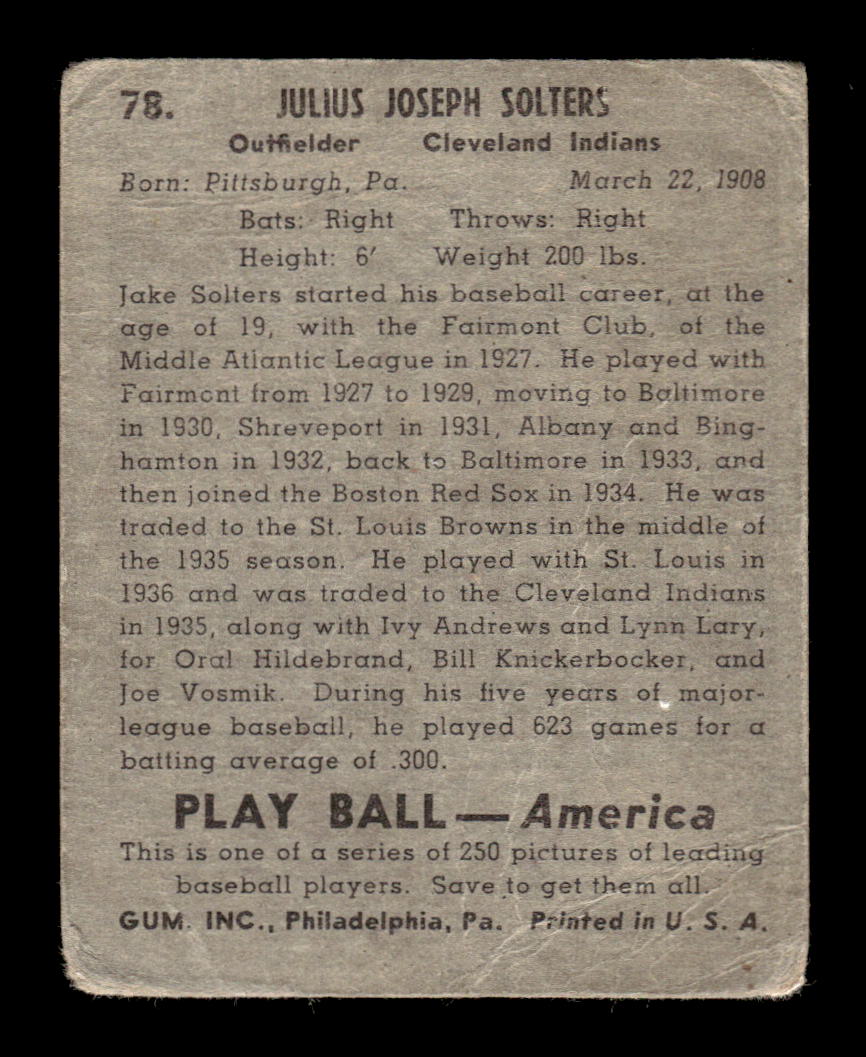 78. JULIUS JOSEPH SOLTERS
Outfielder Cleveland Indians
Born: Pittsburgh, Pa. March 22, 1908
Bats: Right Throws: Right
Height: 6′ Weight 200 lbs.
Jake Solters started his baseball career, at the
age of 19, with the Fairmont Club, of the
Middle Atlantic League in 1927. He played with
Fairmont from 1927 to 1929, moving to Baltimore
in 1930, Shreveport in 1931, Albany and Bing-
hamton in 1932, back to Baltimore in 1933, and
then joined the Boston Red Sox in 1934. He was
traded to the St. Louis Browns in the middle of
the 1935 season. He played with St. Louis in
1936 and was traded to the Cleveland Indians
in 1935, along with Ivy Andrews and Lynn Lary,
for Oral Hildebrand, Bill Knickerbocker, and
Joe Vosmik. During his five years of major-
league baseball, he played 623 games for a
batting average of .300.
PLAY BALL — America
This is one of a series of 250 pictures of leading
baseball players. Save to get them all.
GUM. INC., Philadelphia, Pa. Printed in U. S. A.